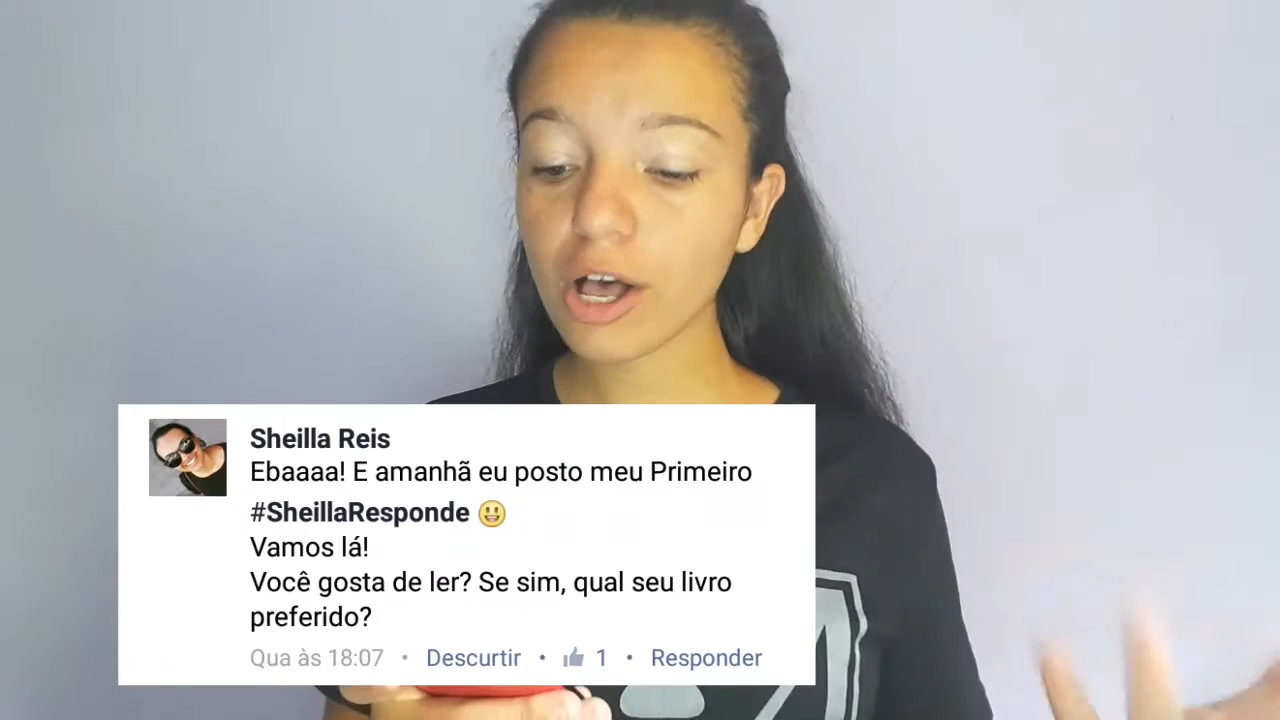 Sheilla Reis
Ebaaaa! E amanhã eu posto meu Primeiro
#SheillaResponde 😃
Vamos lá!
Você gosta de ler? Se sim, qual seu livro
preferido?
Qua às 18:07 • Descurtir • 1 • Responder